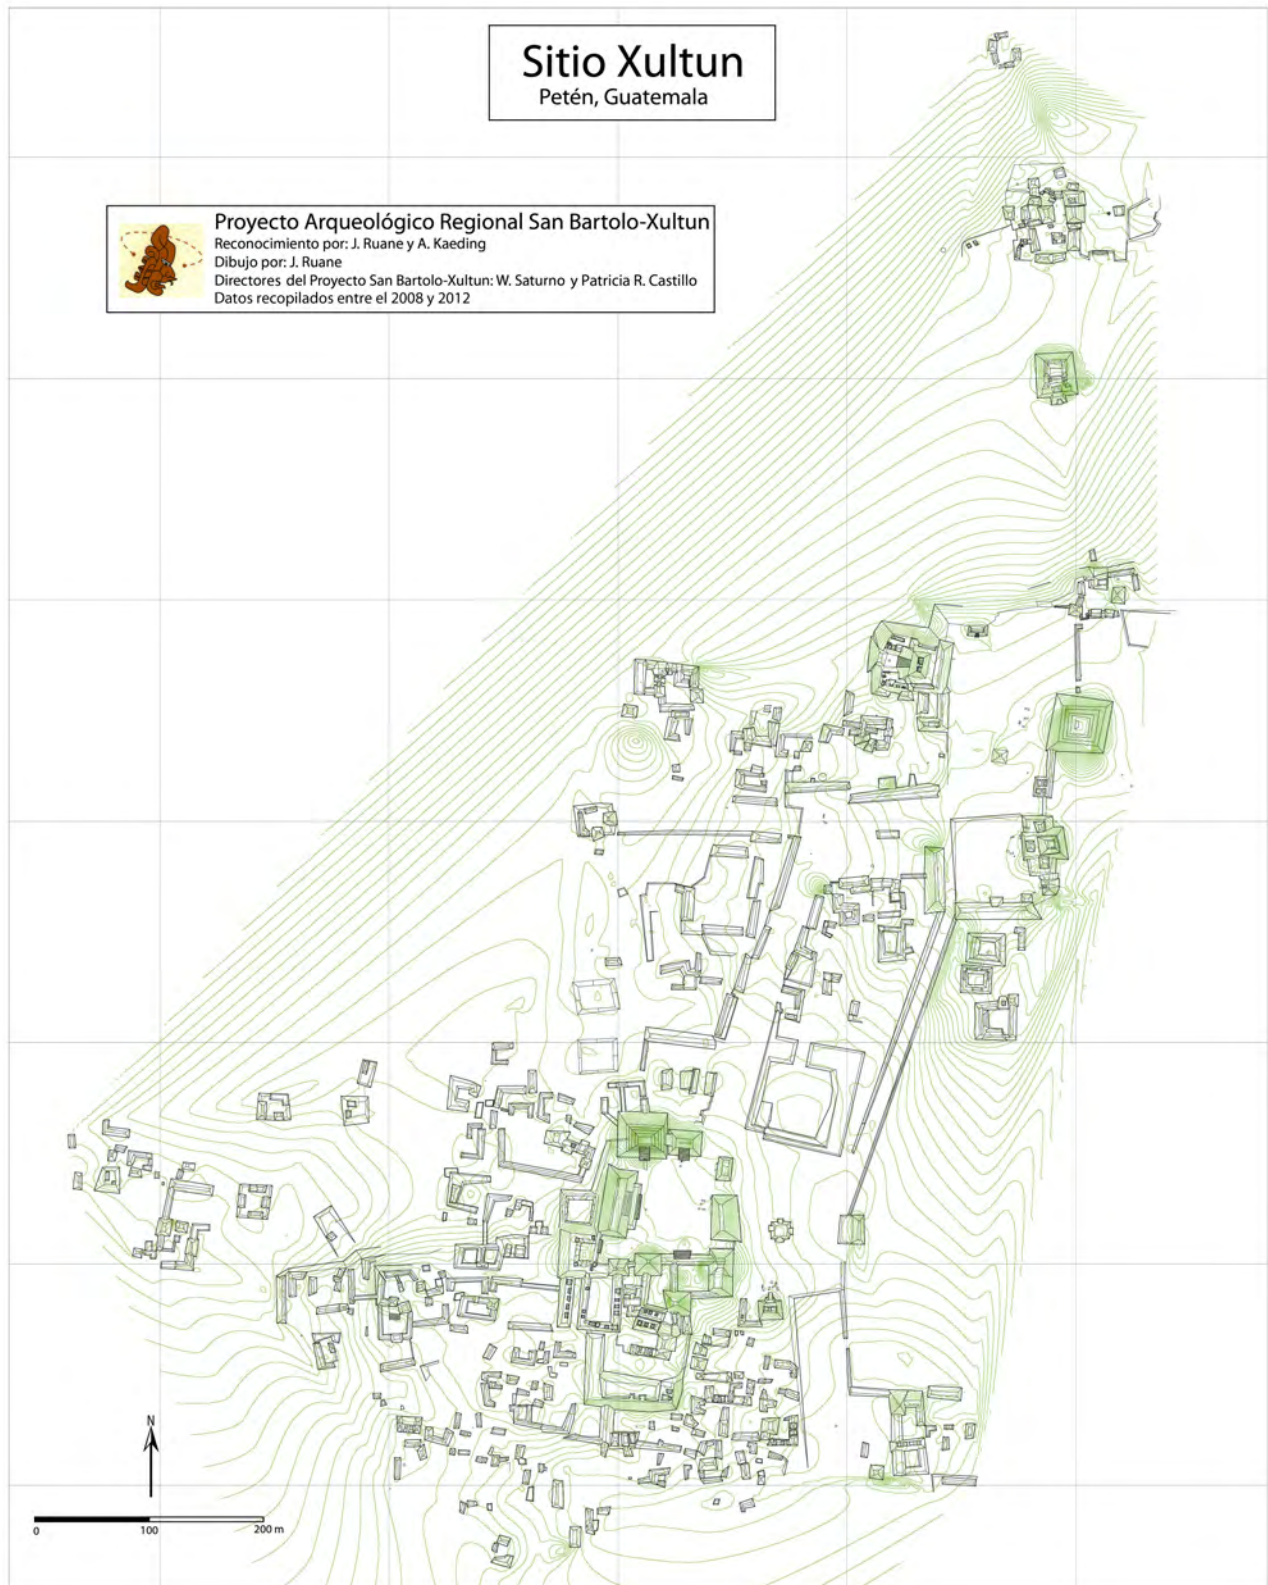 Sitio Xultun
Petén, Guatemala
Proyecto Arqueológico Regional San Bartolo-Xultun
Reconocimiento por: J. Ruane y A. Kaeding
Dibujo por: J. Ruane
Directores del Proyecto San Bartolo-Xultun: W. Saturno y Patricia R. Castillo
Datos recopilados entre el 2008 y 2012
N
0 100 200 m